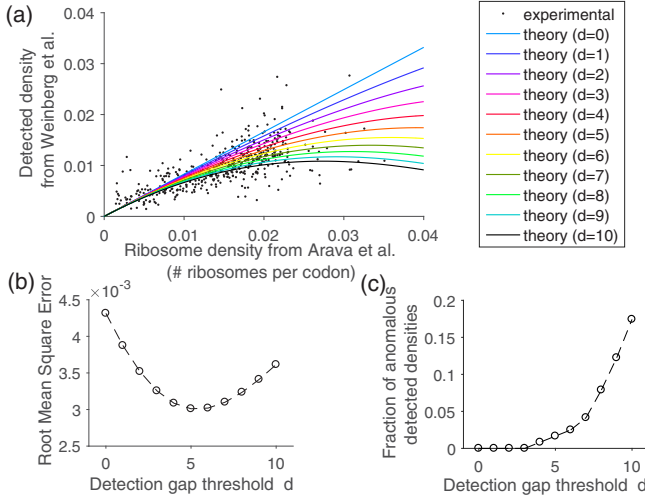 (a)
Detected density
from Weinberg et al.
0.04
0.03
0.02
0.01
0
0
0.01
0.02
0.03
0.04
Ribosome density from Arava et al.
(# ribosomes per codon)
experimental
theory (d=0)
theory (d=1)
theory (d=2)
theory (d=3)
theory (d=4)
theory (d=5)
theory (d=6)
theory (d=7)
theory (d=8)
theory (d=9)
theory (d=10)
(b)
×10⁻³
Root Mean Square Error
4.5
4
3.5
3
2.5
0
5
10
Detection gap threshold d
(c)
Fraction of anomalous
detected densities
0.2
0.15
0.1
0.05
0
0
5
10
Detection gap threshold d